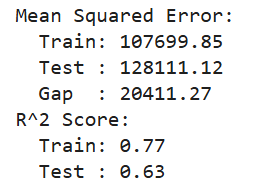 Mean Squared Error:
  Train: 107699.85
  Test : 128111.12
  Gap  : 20411.27
R^2 Score:
  Train: 0.77
  Test : 0.63